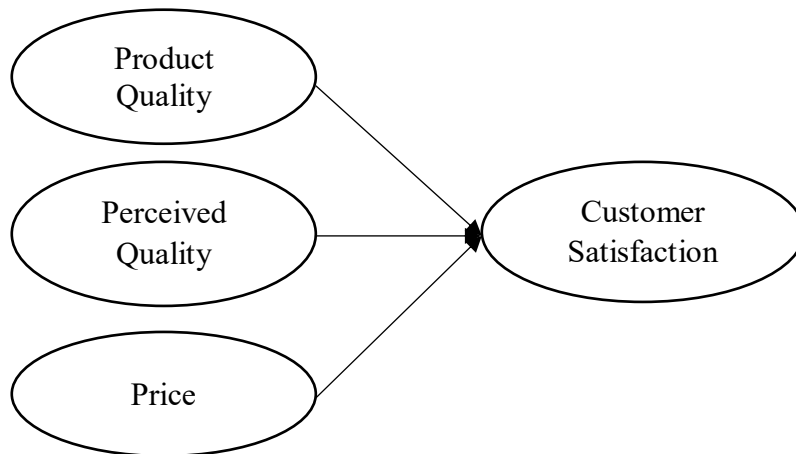 Product
Quality
Perceived
Quality
Price
Customer
Satisfaction